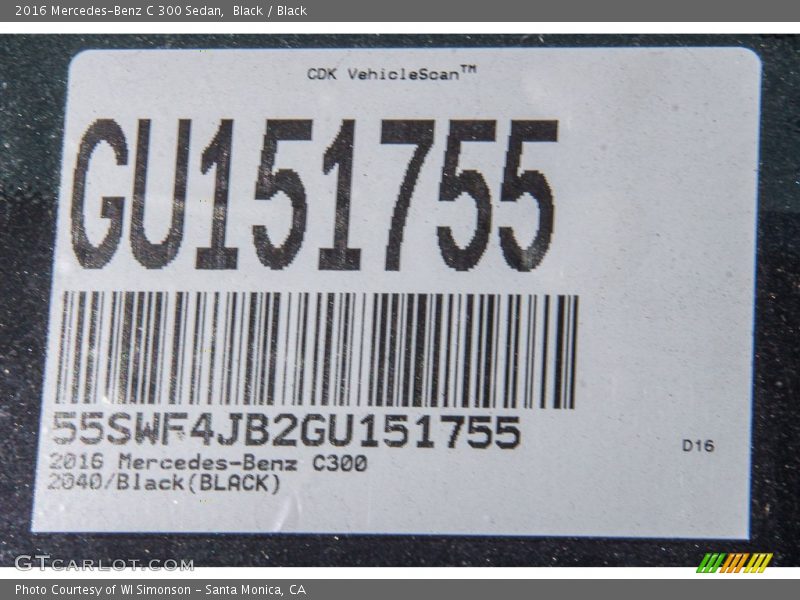 2016 Mercedes-Benz C 300 Sedan,  Black / Black
CDK VehicleScan™
GU151755
55SWF4JB2GU151755
2016 Mercedes-Benz C300
2040/Black(BLACK)
D16
GTCarLot.com
Photo Courtesy of WI Simonson - Santa Monica, CA